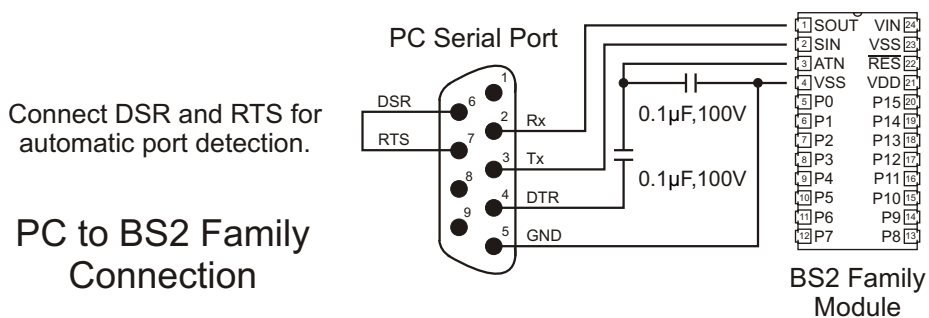 PC Serial Port
Connect DSR and RTS for
automatic port detection.
PC to BS2 Family
Connection
DSR
RTS
1
6
2
7
3
8
4
9
5
Rx
Tx
DTR
GND
0.1µF,100V
0.1µF,100V
1 SOUT VIN 24
2 SIN VSS 23
3 ATN RES 22
4 VSS VDD 21
5 P0 P15 20
6 P1 P14 19
7 P2 P13 18
8 P3 P12 17
9 P4 P11 16
10 P5 P10 15
11 P6 P9 14
12 P7 P8 13
BS2 Family
Module